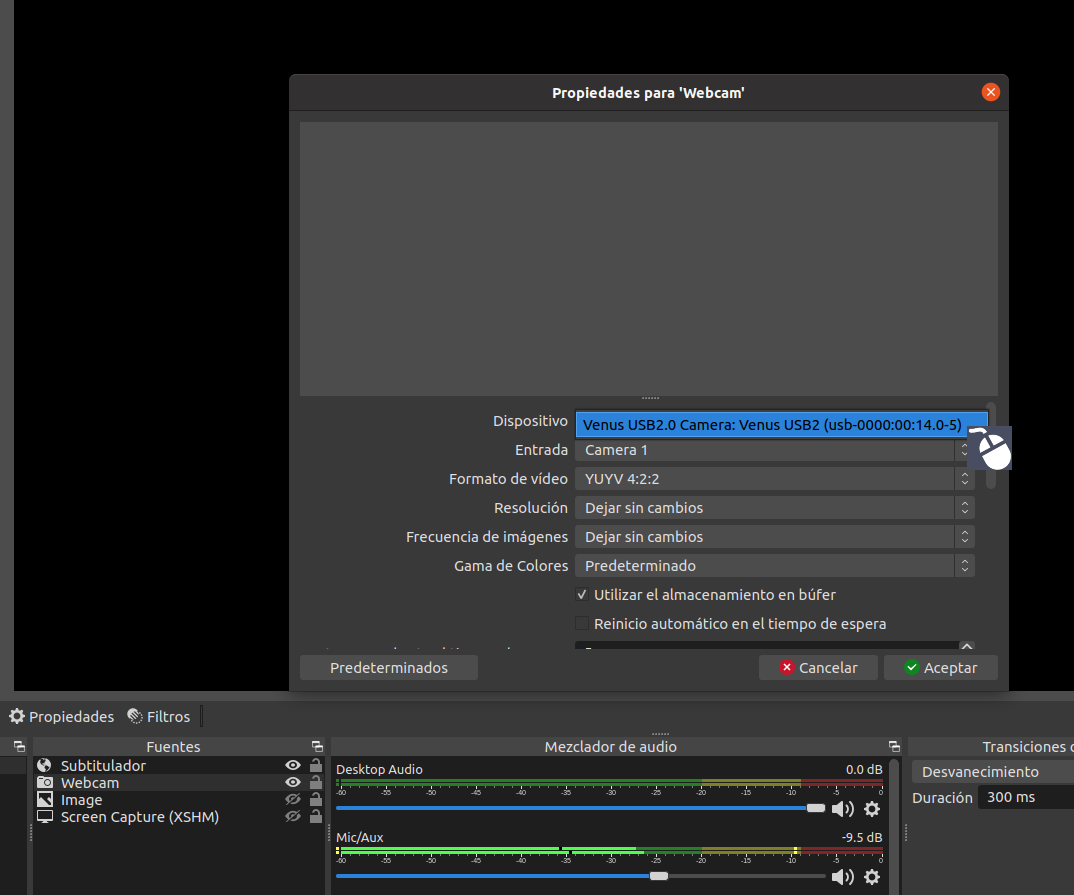 Propiedades para 'Webcam'
Dispositivo
Venus USB2.0 Camera: Venus USB2 (usb-0000:00:14.0-5)
Entrada Camera 1
Formato de vídeo YUYV 4:2:2
Resolución Dejar sin cambios
Frecuencia de imágenes Dejar sin cambios
Gama de Colores Predeterminado
Utilizar el almacenamiento en búfer
Reinicio automático en el tiempo de espera
Predeterminados Cancelar Aceptar
Propiedades Filtros
Fuentes
Subtitulador
Webcam
Image
Screen Capture (XSHM)
Mezclador de audio
Desktop Audio 0.0 dB
-60 -55 -50 -45 -40 -35 -30 -25 -20 -15 -10 -5 0
Mic/Aux -9.5 dB
-60 -55 -50 -45 -40 -35 -30 -25 -20 -15 -10 -5 0
Transiciones
Desvanecimiento
Duración 300 ms